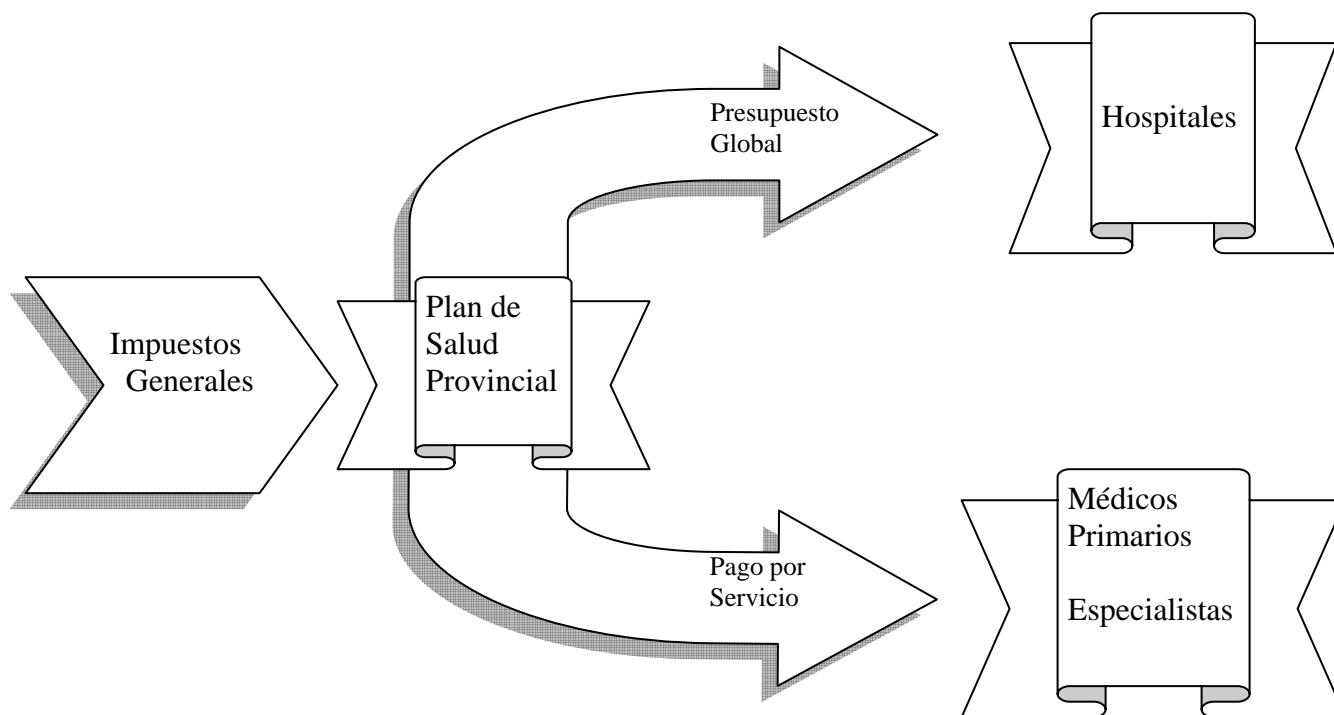 Impuestos
Generales
Plan de
Salud
Provincial
Presupuesto
Global
Hospitales
Pago por
Servicio
Médicos
Primarios
Especialistas